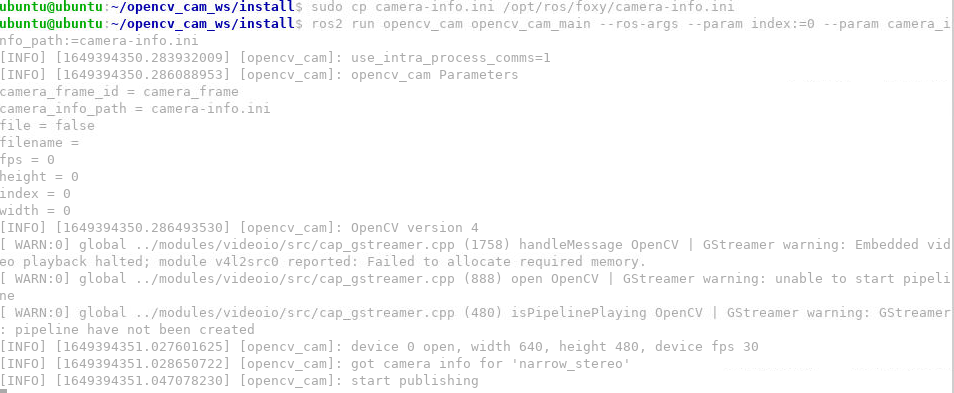 ubuntu@ubuntu:~/opencv_cam_ws/install$ sudo cp camera-info.ini /opt/ros/foxy/camera-info.ini
ubuntu@ubuntu:~/opencv_cam_ws/install$ ros2 run opencv_cam opencv_cam_main --ros-args --param index:=0 --param camera_i
nfo_path:=camera-info.ini
[INFO] [1649394350.283932009] [opencv_cam]: use_intra_process_comms=1
[INFO] [1649394350.286088953] [opencv_cam]: opencv_cam Parameters
camera_frame_id = camera_frame
camera_info_path = camera-info.ini
file = false
filename =
fps = 0
height = 0
index = 0
width = 0
[INFO] [1649394350.286493530] [opencv_cam]: OpenCV version 4
[ WARN:0] global ../modules/videoio/src/cap_gstreamer.cpp (1758) handleMessage OpenCV | GStreamer warning: Embedded vid
eo playback halted; module v4l2src0 reported: Failed to allocate required memory.
[ WARN:0] global ../modules/videoio/src/cap_gstreamer.cpp (888) open OpenCV | GStreamer warning: unable to start pipeli
ne
[ WARN:0] global ../modules/videoio/src/cap_gstreamer.cpp (480) isPipelinePlaying OpenCV | GStreamer warning: GStreamer
: pipeline have not been created
[INFO] [1649394351.027601625] [opencv_cam]: device 0 open, width 640, height 480, device fps 30
[INFO] [1649394351.028650722] [opencv_cam]: got camera info for 'narrow_stereo'
[INFO] [1649394351.047078230] [opencv_cam]: start publishing